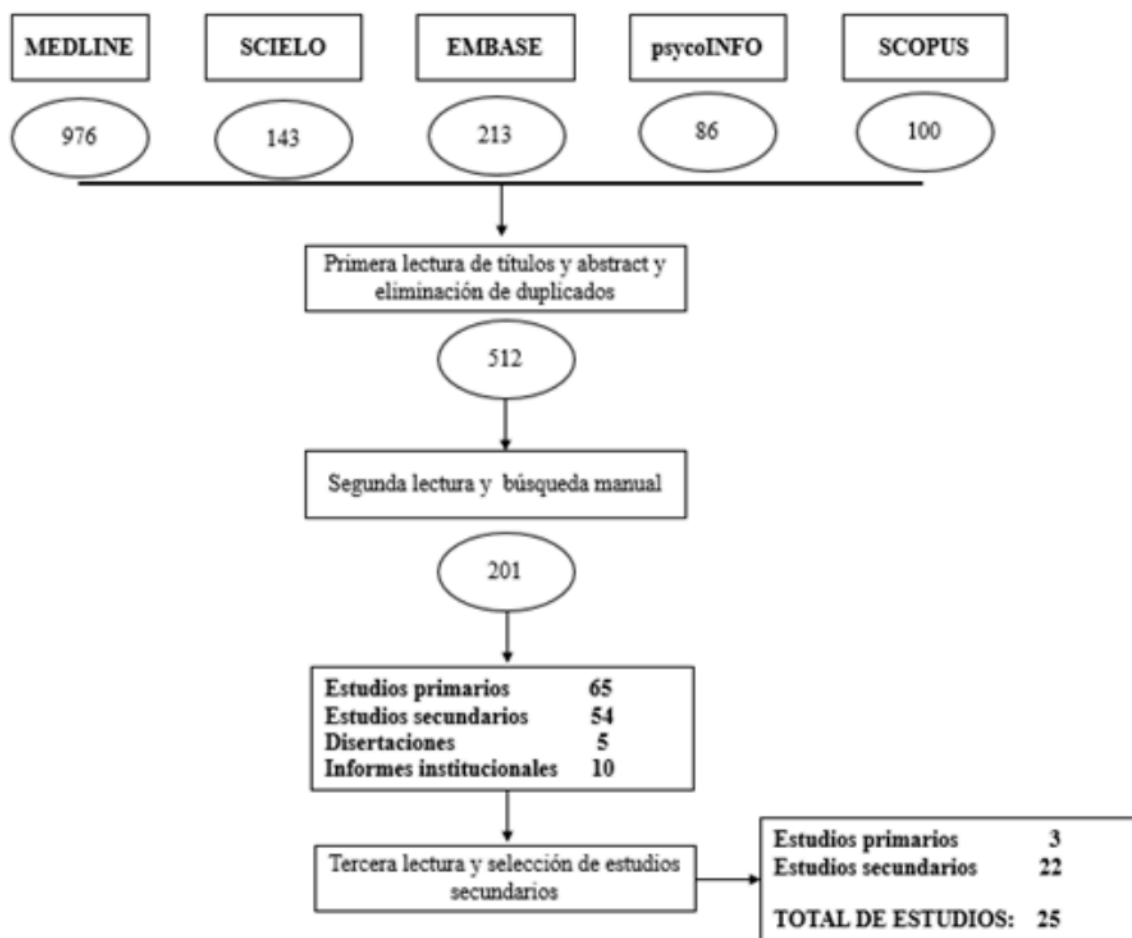 MEDLINE SCIELO EMBASE psycoINFO SCOPUS
976 143 213 86 100
Primera lectura de títulos y abstract y
eliminación de duplicados
512
Segunda lectura y búsqueda manual
201
Estudios primarios 65
Estudios secundarios 54
Disertaciones 5
Informes institucionales 10
Tercera lectura y selección de estudios
secundarios
Estudios primarios 3
Estudios secundarios 22
TOTAL DE ESTUDIOS: 25